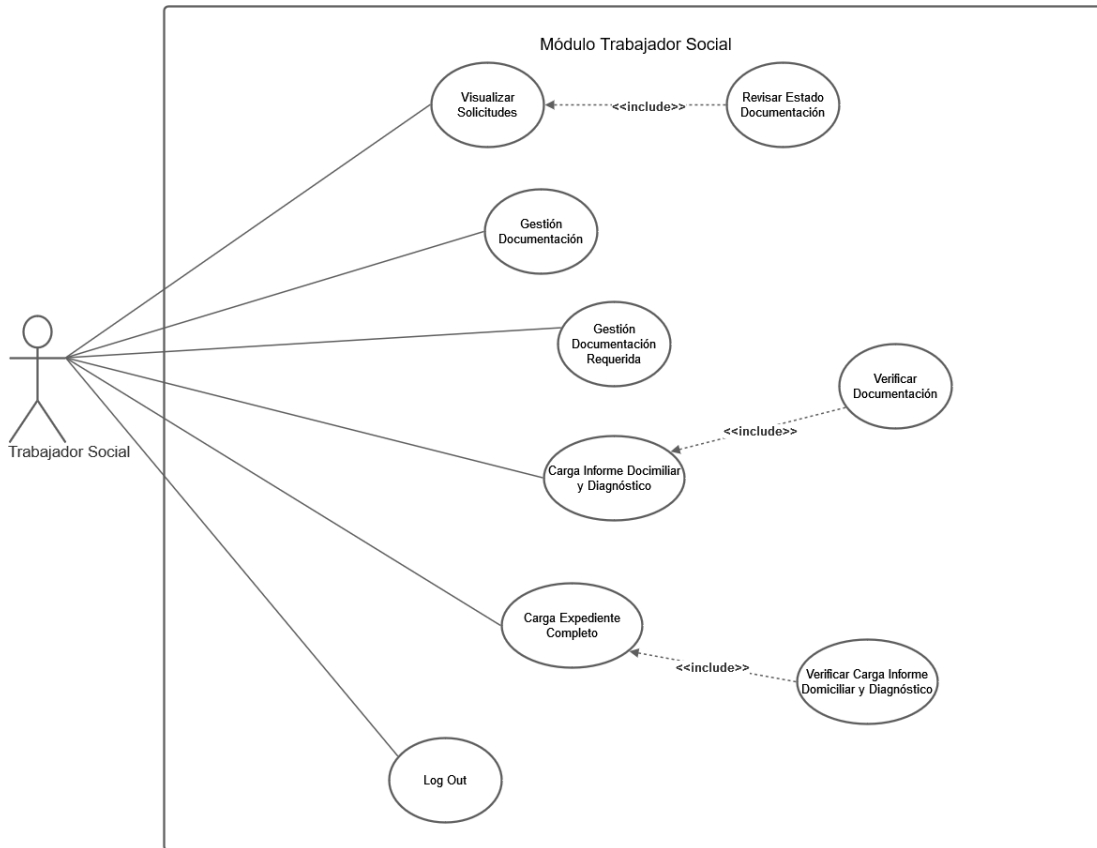 Módulo Trabajador Social
Visualizar
Solicitudes
<<include>>
Revisar Estado
Documentación
Gestión
Documentación
Gestión
Documentación
Requerida
Verificar
Documentación
<<include>>
Trabajador Social
Carga Informe Docimiliar
y Diagnóstico
Carga Expediente
Completo
<<include>>
Verificar Carga Informe
Domiciliar y Diagnóstico
Log Out